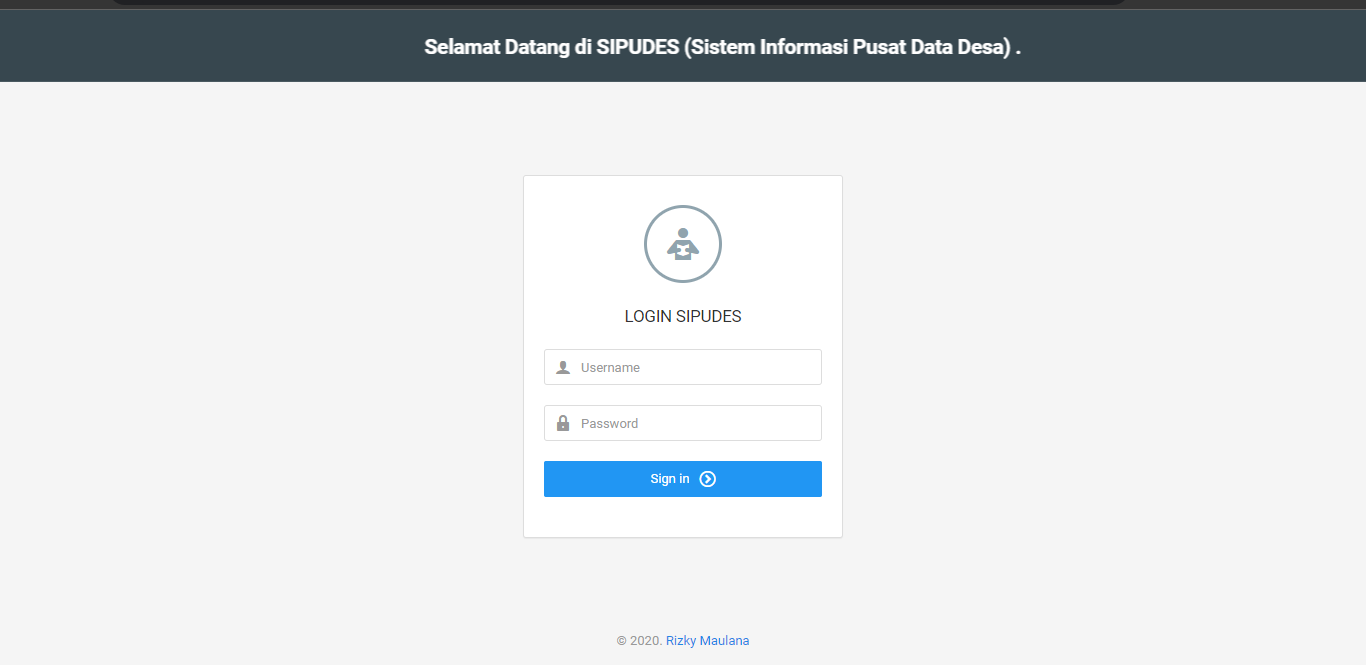 Selamat Datang di SIPUDES (Sistem Informasi Pusat Data Desa) .
LOGIN SIPUDES
Username
Password
Sign in
© 2020. Rizky Maulana